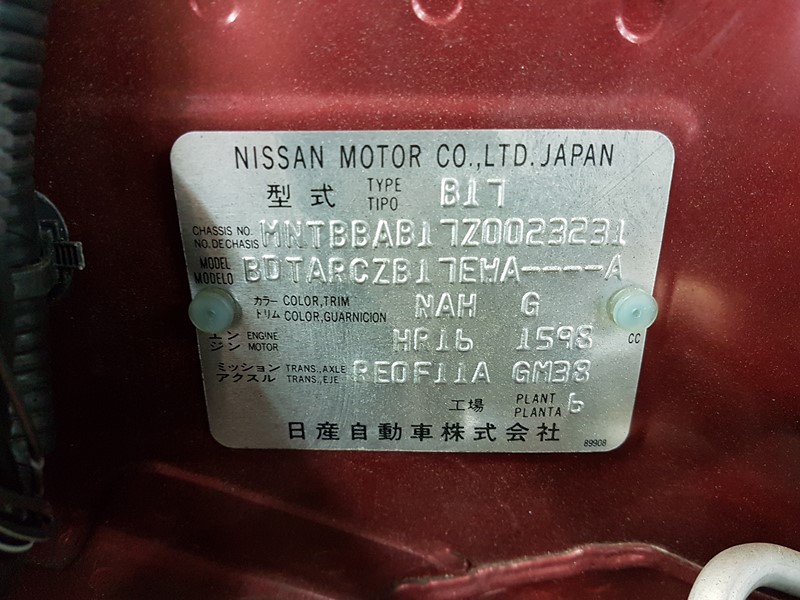 NISSAN MOTOR CO.,LTD. JAPAN
型式 TYPE TIPO B17
CHASSIS NO. NO. DE CHASIS MNTBBAB17Z0023231
MODEL MODELO BDTARCZB17EHA----A
カラー COLOR,TRIM トリム COLOR,GUARNICION NAH G
エンジン ENGINE MOTOR HR16 1598 CC
ミッション TRANS.,AXLE アクスル TRANS.,EJE RE0F11A GM38
工場 PLANT PLANTA 6
日産自動車株式会社 89908